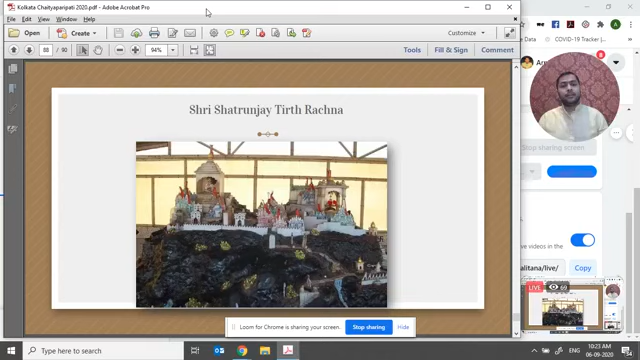 Kolkata Chaityaparipati 2020.pdf - Adobe Acrobat Pro
File Edit View Window Help
Open Create Customize
88 / 90 94% Tools Fill & Sign Comment
Data COVID-19 Tracker |
8
Shri Shatrunjay Tirth Rachna
Stop sharing
videos in the
alitana/live/ Copy
LIVE 69
Loom for Chrome is sharing your screen. Stop sharing Hide
Type here to search
ENG
10:23 AM
06-09-2020
54